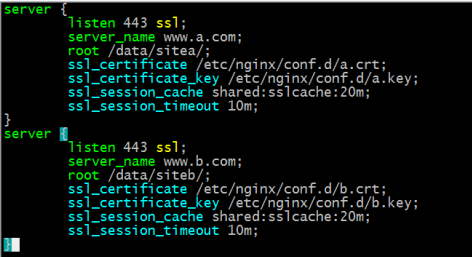 server {
listen 443 ssl;
server_name www.a.com;
root /data/sitea/;
ssl_certificate /etc/nginx/conf.d/a.crt;
ssl_certificate_key /etc/nginx/conf.d/a.key;
ssl_session_cache shared:sslcache:20m;
ssl_session_timeout 10m;
}
server {
listen 443 ssl;
server_name www.b.com;
root /data/siteb/;
ssl_certificate /etc/nginx/conf.d/b.crt;
ssl_certificate_key /etc/nginx/conf.d/b.key;
ssl_session_cache shared:sslcache:20m;
ssl_session_timeout 10m;
}